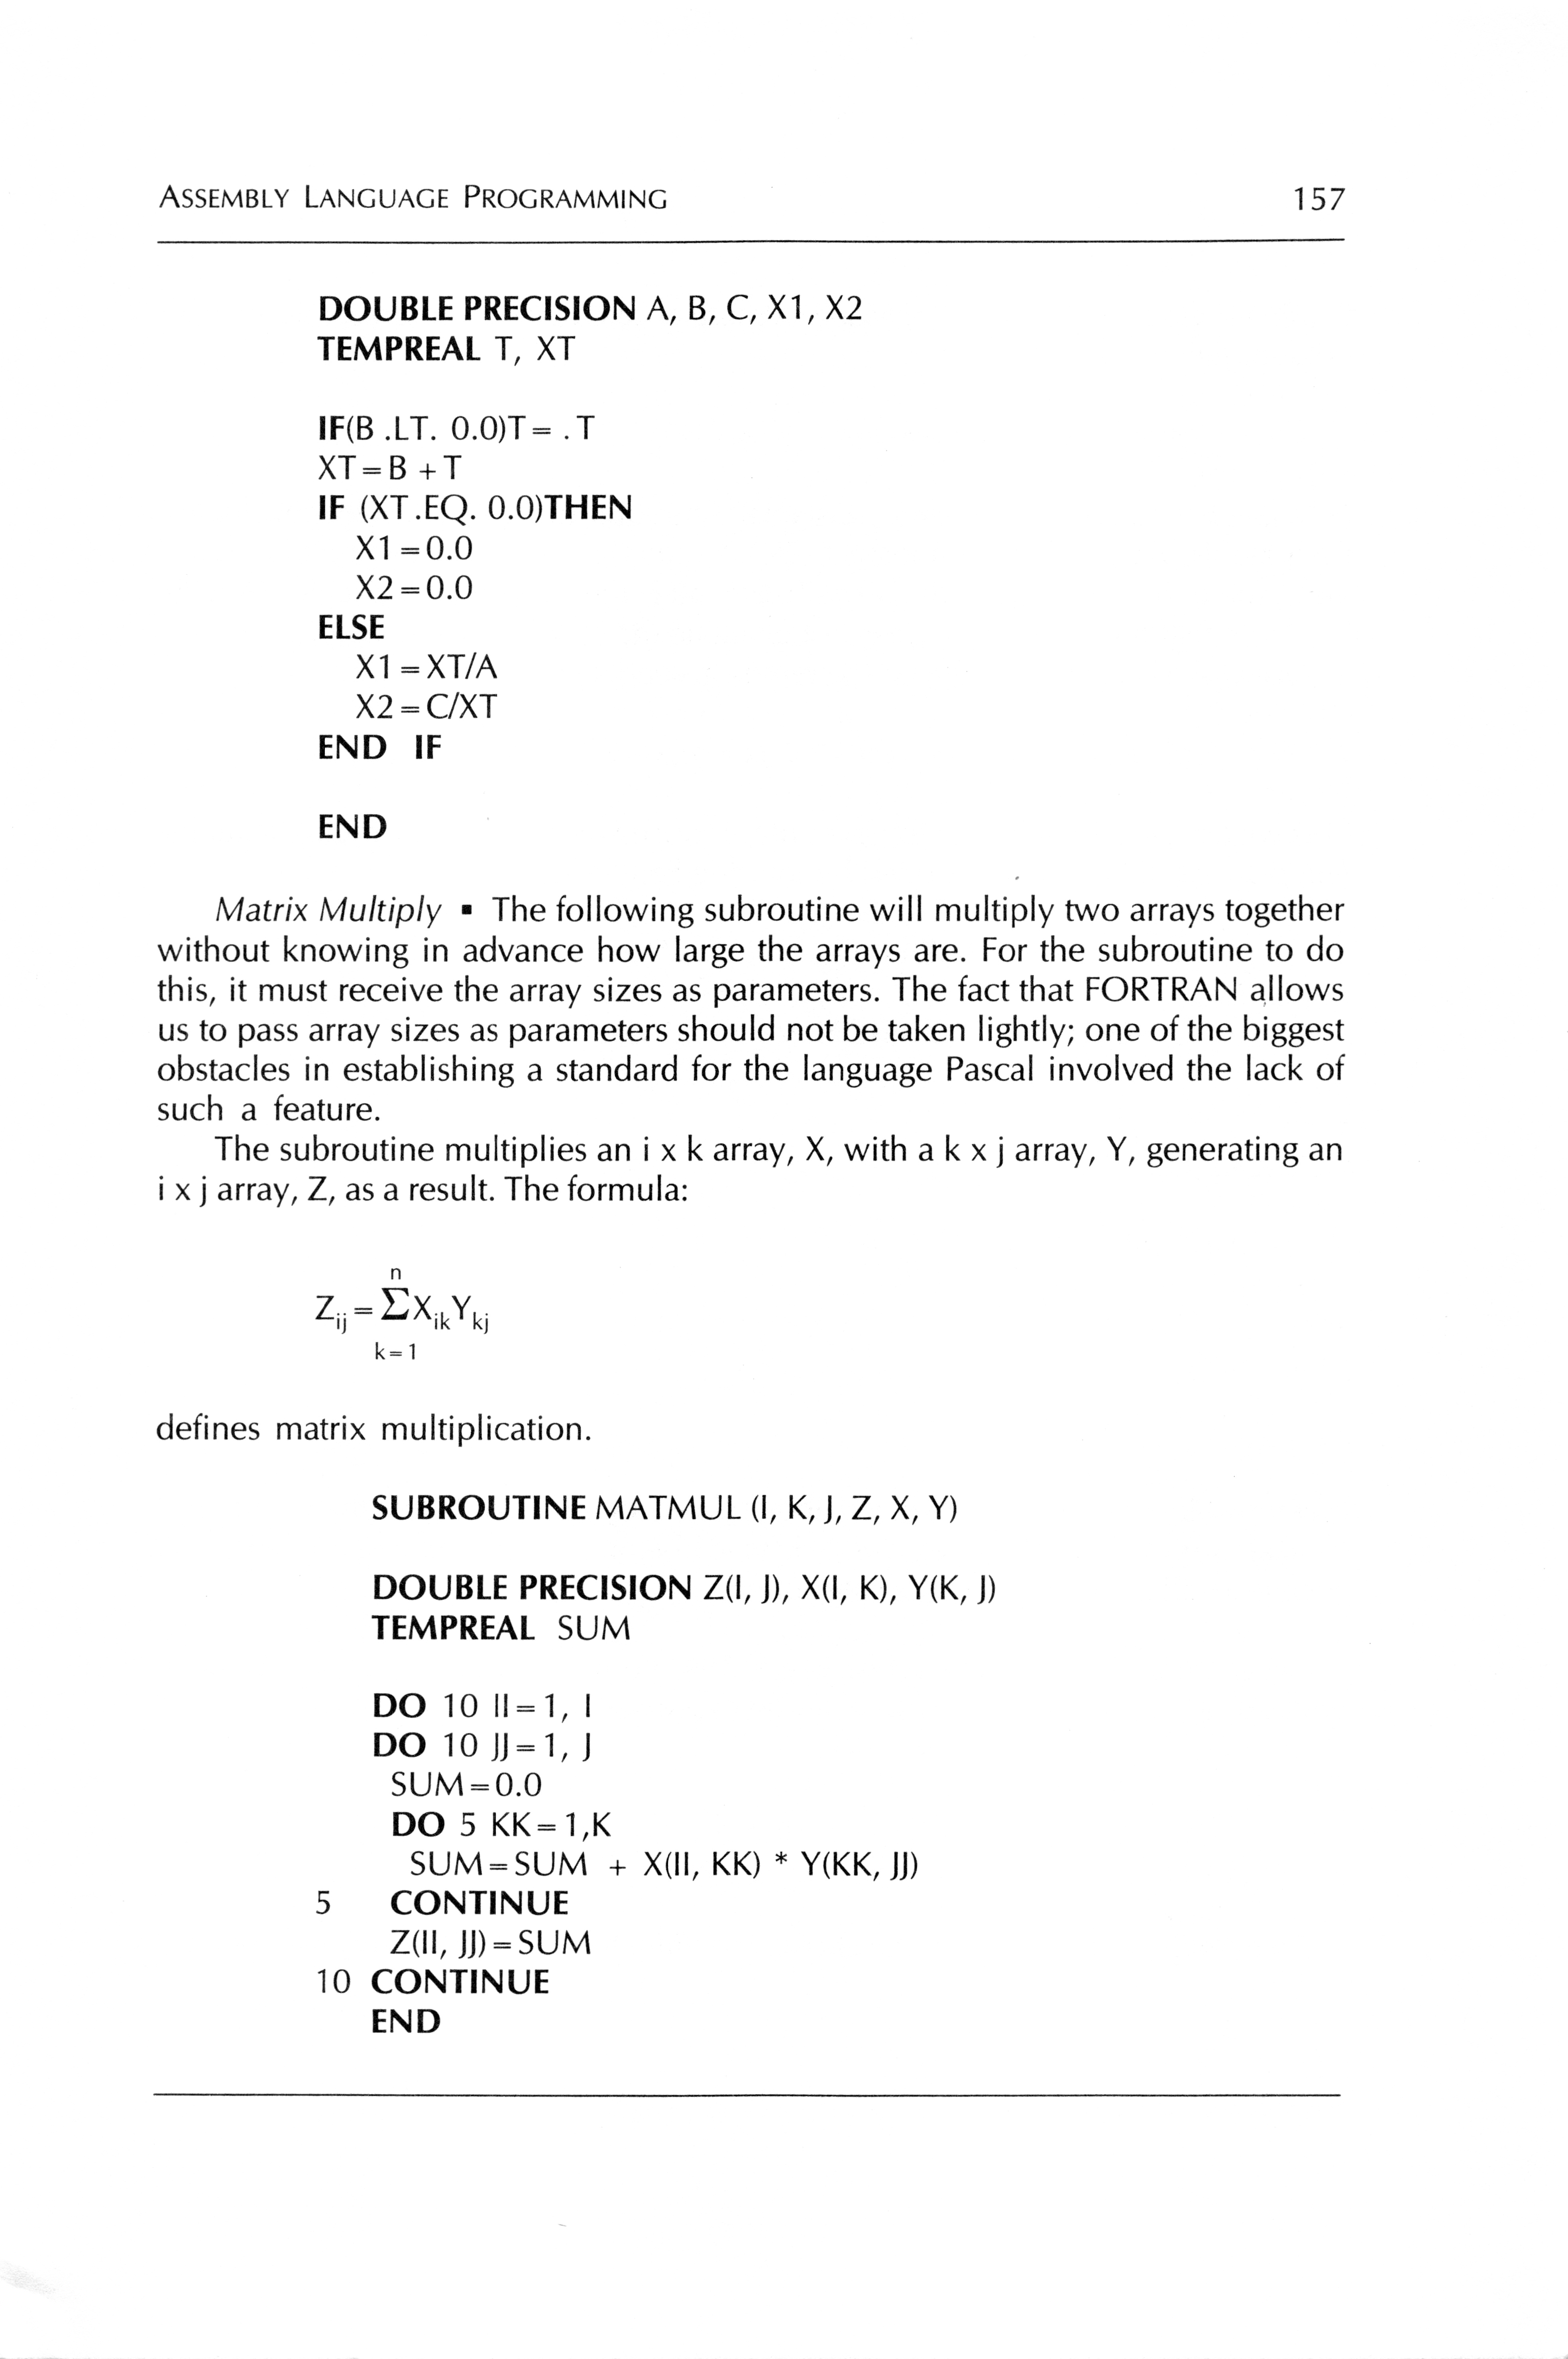 ASSEMBLY LANGUAGE PROGRAMMING 157
DOUBLE PRECISION A, B, C, X1, X2
TEMPREAL T, XT
IF(B .LT. 0.0)T= .T
XT=B +T
IF (XT .EQ. 0.0)THEN
X1 =0.0
X2=0.0
ELSE
X1 =XT/A
X2=C/XT
END IF
END
Matrix Multiply ▪ The following subroutine will multiply two arrays together
without knowing in advance how large the arrays are. For the subroutine to do
this, it must receive the array sizes as parameters. The fact that FORTRAN allows
us to pass array sizes as parameters should not be taken lightly; one of the biggest
obstacles in establishing a standard for the language Pascal involved the lack of
such a feature.
The subroutine multiplies an i x k array, X, with a k x j array, Y, generating an
i x j array, Z, as a result. The formula:
n
Zij=ΣXikYkj
k=1
defines matrix multiplication.
SUBROUTINE MATMUL (I, K, J, Z, X, Y)
DOUBLE PRECISION Z(I, J), X(I, K), Y(K, J)
TEMPREAL SUM
DO 10 II=1, I
DO 10 JJ=1, J
SUM=0.0
DO 5 KK=1,K
SUM=SUM + X(II, KK) * Y(KK, JJ)
5 CONTINUE
Z(II, JJ)=SUM
10 CONTINUE
END